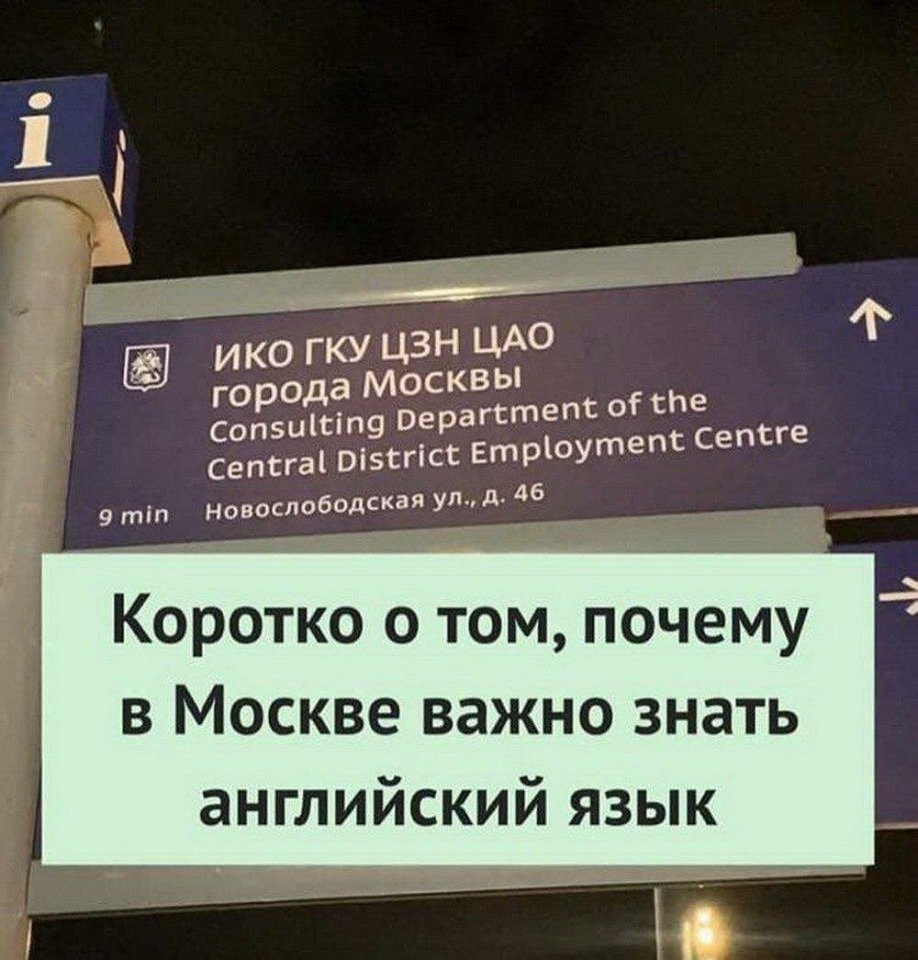 i
i
ИКО ГКУ ЦЗН ЦАО
города Москвы
Consulting Department of the
Central District Employment Centre
9 min Новослободская ул., д. 46
Коротко о том, почему
в Москве важно знать
английский язык